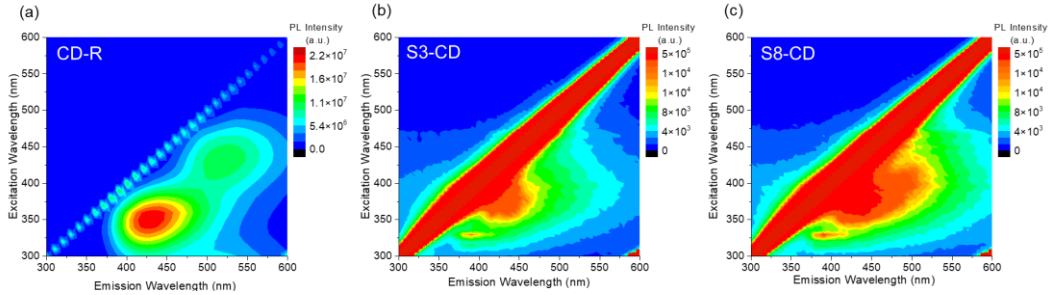 (a)
PL Intensity
(a.u.)
CD-R
600
550
500
450
400
350
300
Excitation Wavelength (nm)
300 350 400 450 500 550 600
Emission Wavelength (nm)
2.2×10⁷
1.6×10⁷
1.1×10⁷
5.4×10⁶
0.0
(b)
PL Intensity
(a.u.)
S3-CD
600
550
500
450
400
350
300
Excitation Wavelength (nm)
300 350 400 450 500 550 600
Emission Wavelength (nm)
5×10⁵
1×10⁴
8×10³
4×10³
0
(c)
PL Intensity
(a.u.)
S8-CD
600
550
500
450
400
350
300
Excitation Wavelength (nm)
300 350 400 450 500 550 600
Emission Wavelength (nm)
5×10⁵
1×10⁴
8×10³
4×10³
0